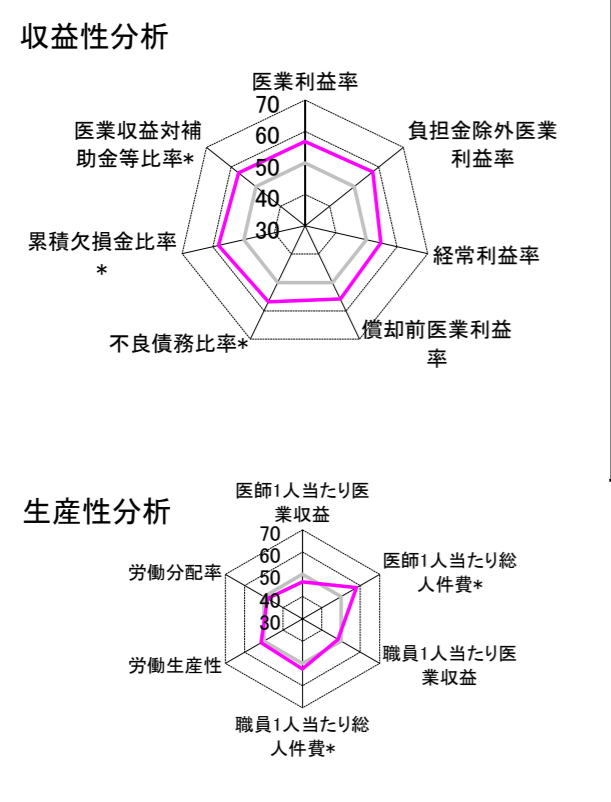 収益性分析
医業利益率
70
60
50
40
30
負担金除外医業
利益率
経常利益率
償却前医業利益
率
不良債務比率*
累積欠損金比率
*
医業収益対補
助金等比率*
生産性分析
医師1人当たり医
業収益
70
60
50
40
30
医師1人当たり総
人件費*
職員1人当たり医
業収益
職員1人当たり総
人件費*
労働生産性
労働分配率